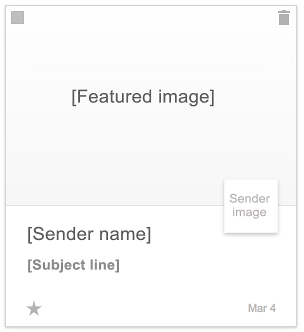 [Featured image]
Sender
image
[Sender name]
[Subject line]
Mar 4